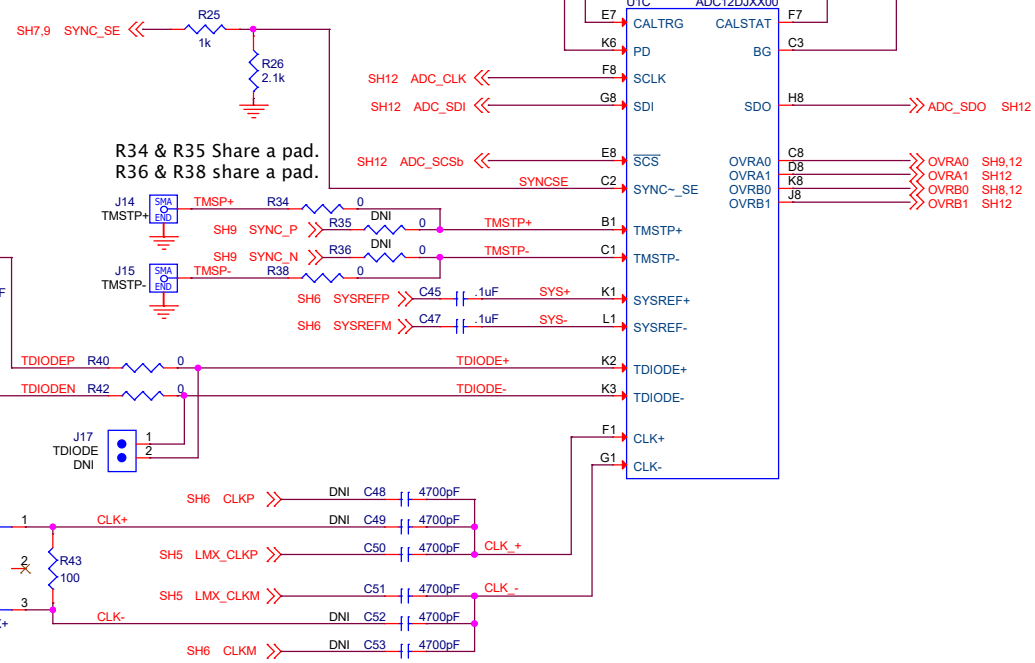 U1C ADC12DJXX00
R25
SH7,9 SYNC_SE
1k
R26
2.1k
E7 CALTRG CALSTAT F7
K6 PD BG C3
SH12 ADC_CLK F8 SCLK
SH12 ADC_SDI G8 SDI SDO H8 ADC_SDO SH12
R34 & R35 Share a pad.
R36 & R38 share a pad.
SH12 ADC_SCSb E8 SCS OVRA0 C8 OVRA0 SH9,12
OVRA1 D8 OVRA1 SH12
SYNCSE C2 SYNC~_SE OVRB0 K8 OVRB0 SH8,12
OVRB1 J8 OVRB1 SH12
J14 SMA TMSP+ R34 0
TMSTP+ END
DNI
SH9 SYNC_P R35 0 TMSTP+ B1 TMSTP+
DNI
SH9 SYNC_N R36 0 TMSTP- C1 TMSTP-
J15 SMA TMSP- R38 0
TMSTP- END
SH6 SYSREFP C45 .1uF SYS+ K1 SYSREF+
SH6 SYSREFM C47 .1uF SYS- L1 SYSREF-
F
TDIODEP R40 0 TDIODE+ K2 TDIODE+
TDIODEN R42 0 TDIODE- K3 TDIODE-
J17 1
TDIODE 2
DNI
F1 CLK+
G1 CLK-
SH6 CLKP DNI C48 4700pF
1 CLK+ DNI C49 4700pF
SH5 LMX_CLKP C50 4700pF CLK_+
2 R43
100
SH5 LMX_CLKM C51 4700pF CLK_-
3 CLK- DNI C52 4700pF
SH6 CLKM DNI C53 4700pF